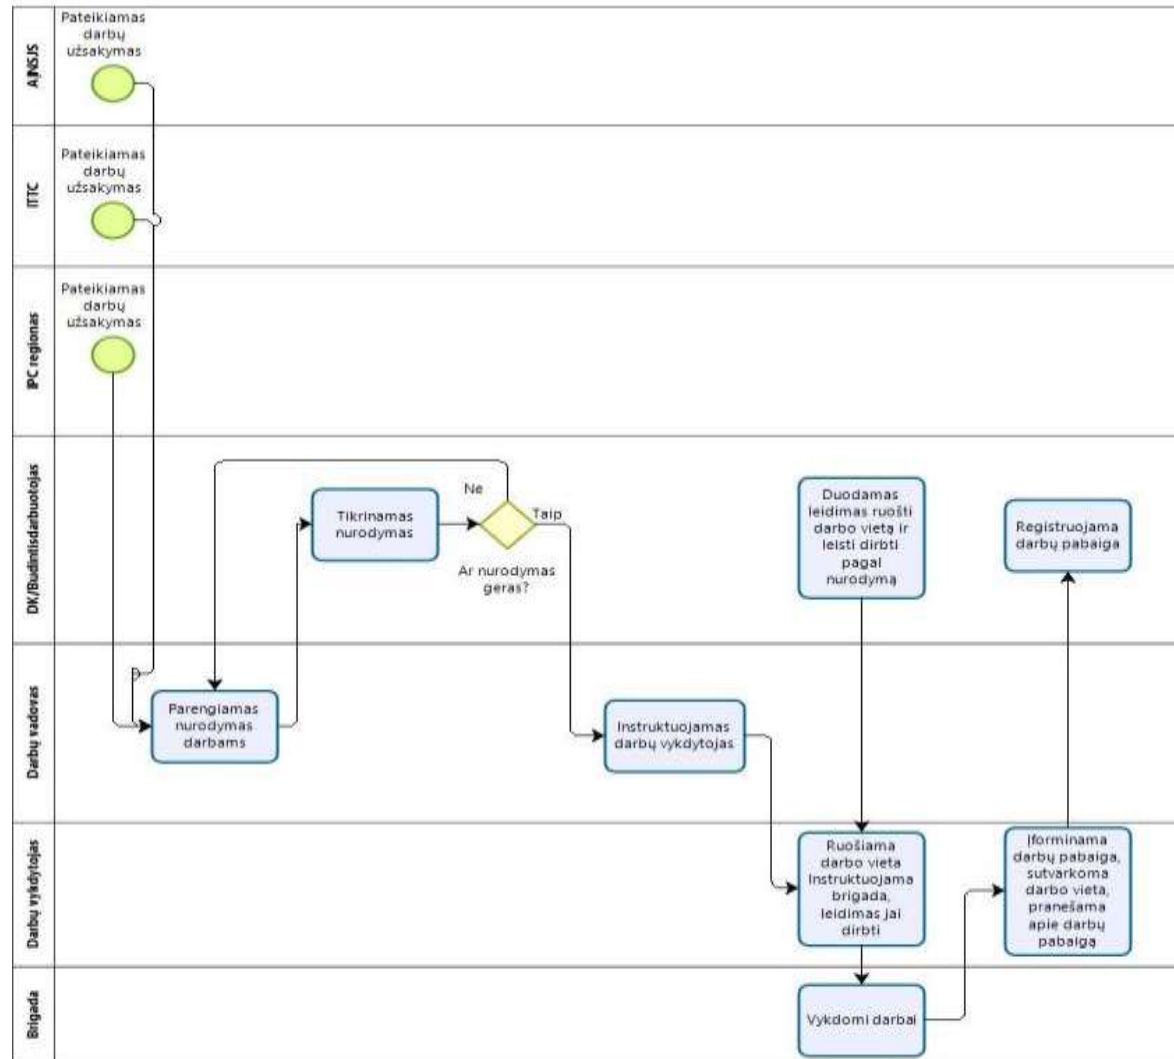 AĮNSJS
Pateikiamas
darbų
užsakymas
ITTC
Pateikiamas
darbų
užsakymas
IPC regionas
Pateikiamas
darbų
užsakymas
DK/Budintisdarbuotojas
Tikrinamas
nurodymas
Ne
Taip
Ar nurodymas
geras?
Duodamas
leidimas ruošti
darbo vietą ir
leisti dirbti
pagal
nurodymą
Registruojama
darbų pabaiga
Darbų vadovas
Parengiamas
nurodymas
darbams
Instruktuojamas
darbų vykdytojas
Darbų vykdytojas
Ruošiama
darbo vieta
Instruktuojama
brigada,
leidimas jai
dirbti
Įforminama
darbų pabaiga,
sutvarkoma
darbo vieta,
pranešama
apie darbų
pabaigą
Brigada
Vykdomi darbai